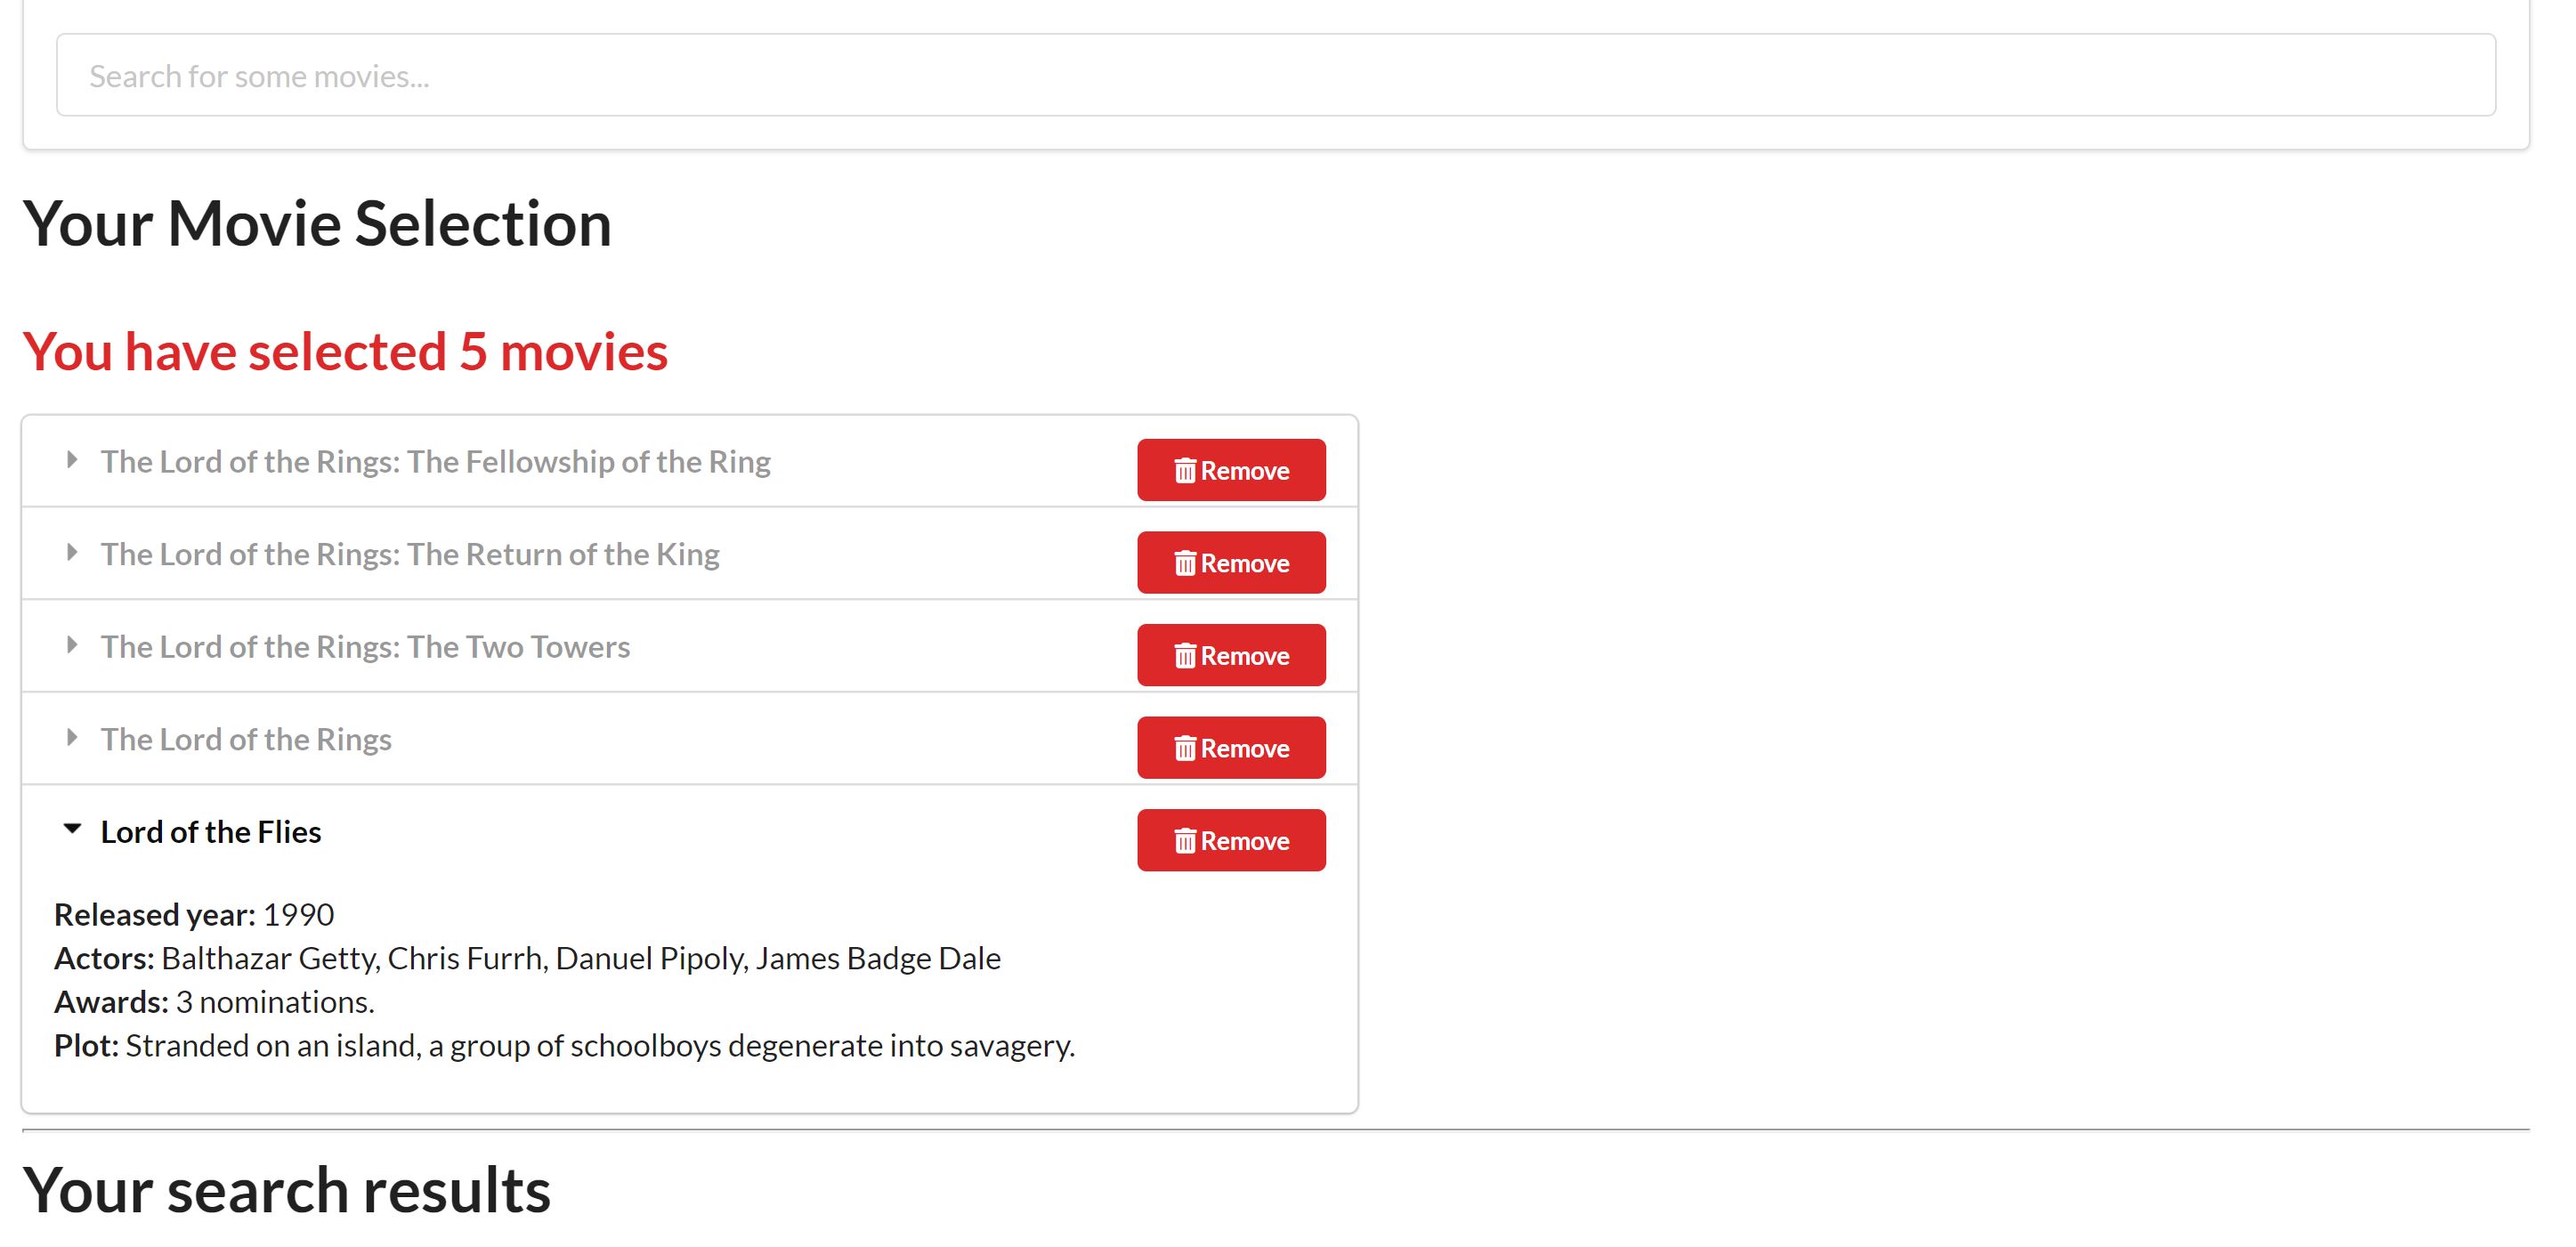 Search for some movies...
Your Movie Selection
You have selected 5 movies
The Lord of the Rings: The Fellowship of the Ring
Remove
The Lord of the Rings: The Return of the King
Remove
The Lord of the Rings: The Two Towers
Remove
The Lord of the Rings
Remove
Lord of the Flies
Remove
Released year: 1990
Actors: Balthazar Getty, Chris Furrh, Danuel Pipoly, James Badge Dale
Awards: 3 nominations.
Plot: Stranded on an island, a group of schoolboys degenerate into savagery.
Your search results